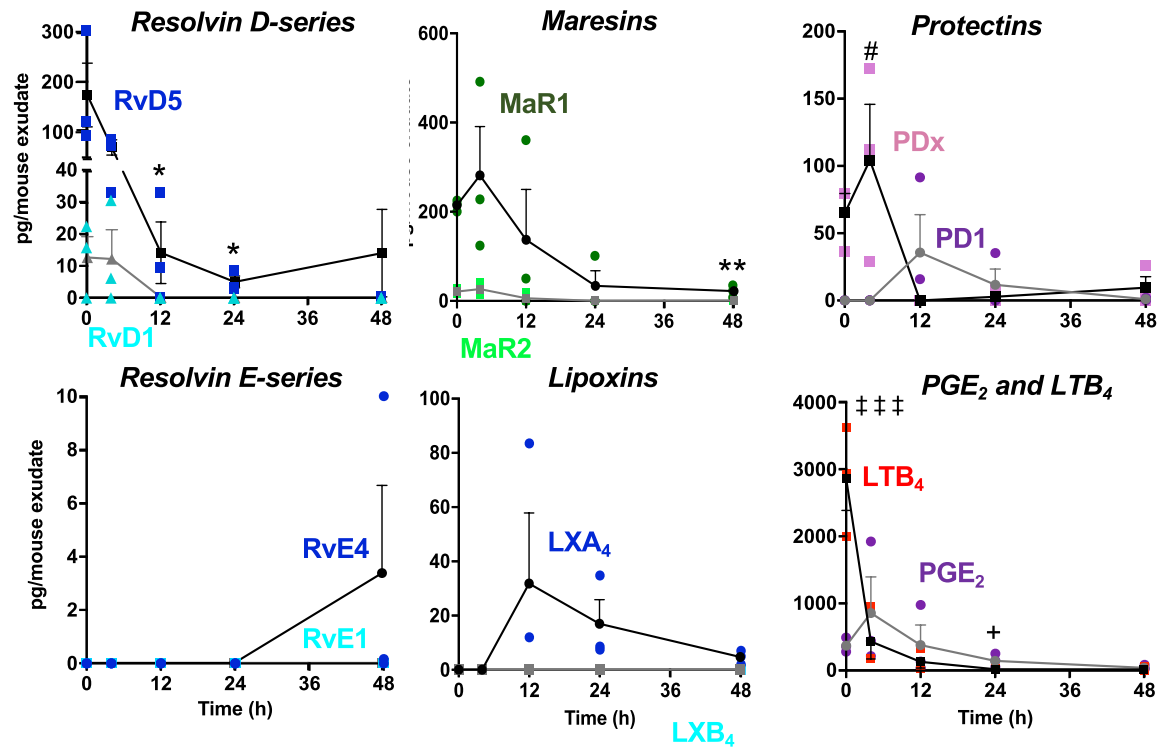 Resolvin D-series
pg/mouse exudate
300
200
100
40
30
20
10
0
RvD5
*
*
0 12 24 36 48
RvD1
Maresins
600
400
200
0
MaR1
**
0 12 24 36 48
MaR2
Protectins
200
150
100
50
0
#
PDx
PD1
0 12 24 36 48
Resolvin E-series
pg/mouse exudate
10
8
6
4
2
0
RvE4
RvE1
0 12 24 36 48
Time (h)
Lipoxins
100
80
60
40
20
0
LXA₄
0 12 24 36 48
Time (h)
LXB₄
PGE₂ and LTB₄
4000
3000
2000
1000
0
‡ ‡ ‡
LTB₄
PGE₂
+
0 12 24 36 48
Time (h)